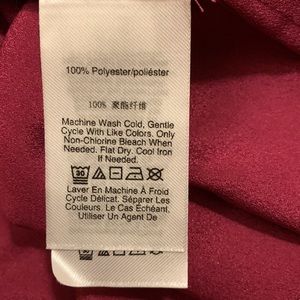 100% Polyester/poliéster
100% 聚酯纤维
Machine Wash Cold, Gentle
Cycle With Like Colors. Only
Non-Chlorine Bleach When
Needed. Flat Dry. Cool Iron
If Needed.
30
Laver En Machine À Froid
Cycle Délicat. Séparer Les
Couleurs. Le Cas Échéant,
Utiliser Un Agent De
30